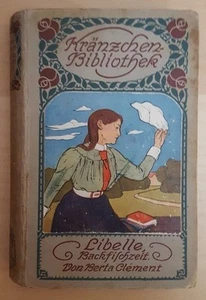 Kränzchen-
Bibliothek
Libelle,
Backfischzeit.
Von Berta Clément